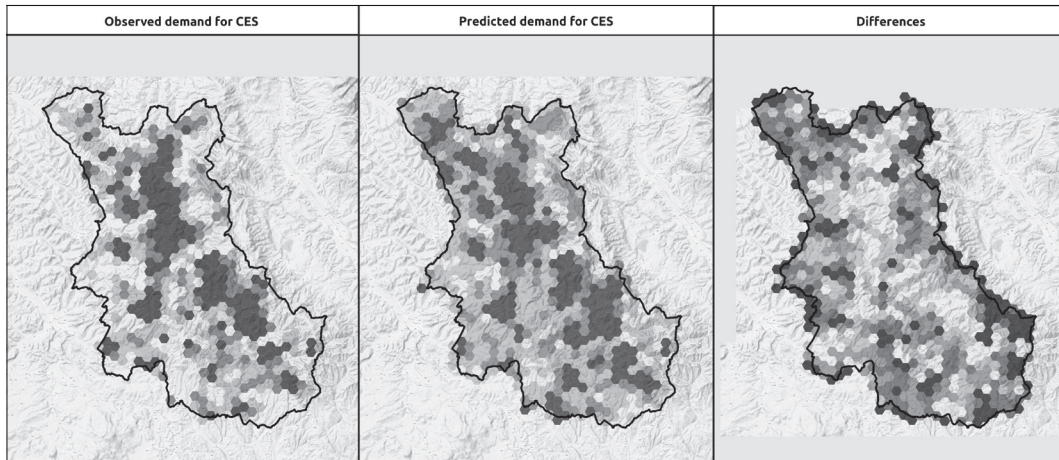 Observed demand for CES
Predicted demand for CES
Differences